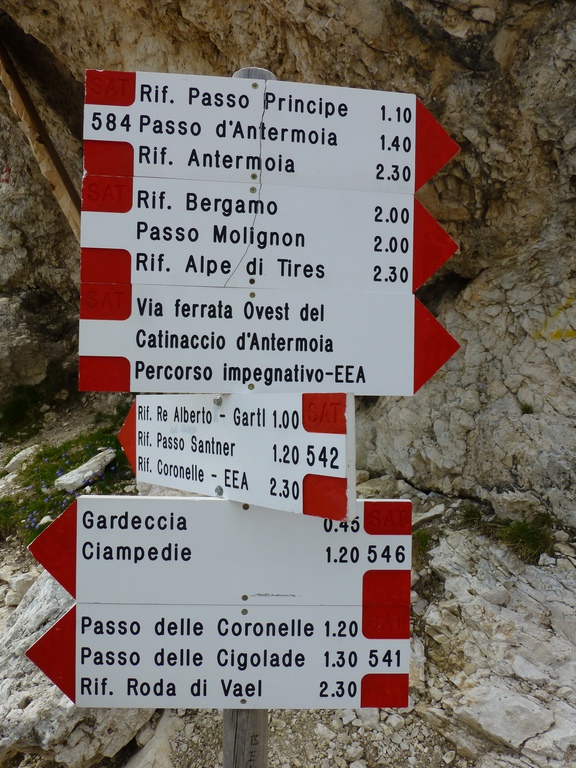 SAT
Rif. Passo Principe 1.10
584 Passo d'Antermoia 1.40
Rif. Antermoia 2.30
SAT
Rif. Bergamo 2.00
Passo Molignon 2.00
Rif. Alpe di Tires 2.30
SAT
Via ferrata Ovest del
Catinaccio d'Antermoia
Percorso impegnativo-EEA
Rif. Re Alberto - Gartl 1.00 SAT
Rif. Passo Santner 1.20 542
Rif. Coronelle - EEA 2.30
Gardeccia 0.45 SAT
Ciampedie 1.20 546
SAT
Passo delle Coronelle 1.20
Passo delle Cigolade 1.30 541
Rif. Roda di Vael 2.30